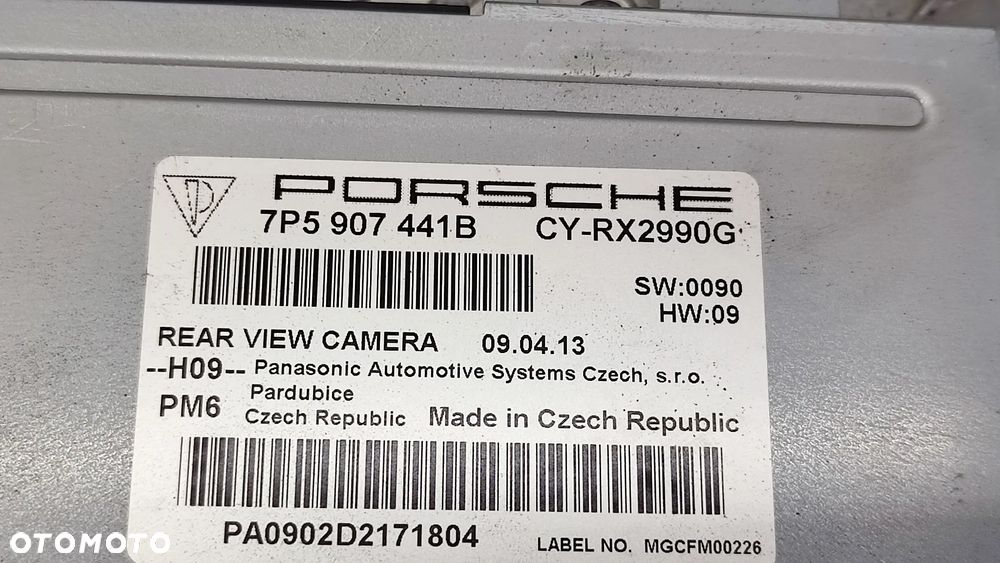 PORSCHE
7P5 907 441B CY-RX2990G
SW:0090
HW:09
REAR VIEW CAMERA 09.04.13
--H09-- Panasonic Automotive Systems Czech, s.r.o.
Pardubice
PM6 Czech Republic Made in Czech Republic
PA0902D2171804
LABEL NO. MGCFM00226
OTOMOTO